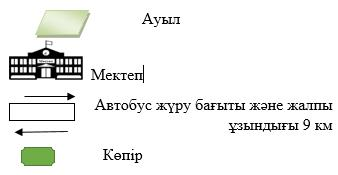 Ауыл
Мектеп
Автобус жүру бағыты және жалпы
ұзындығы 9 км
Көпір